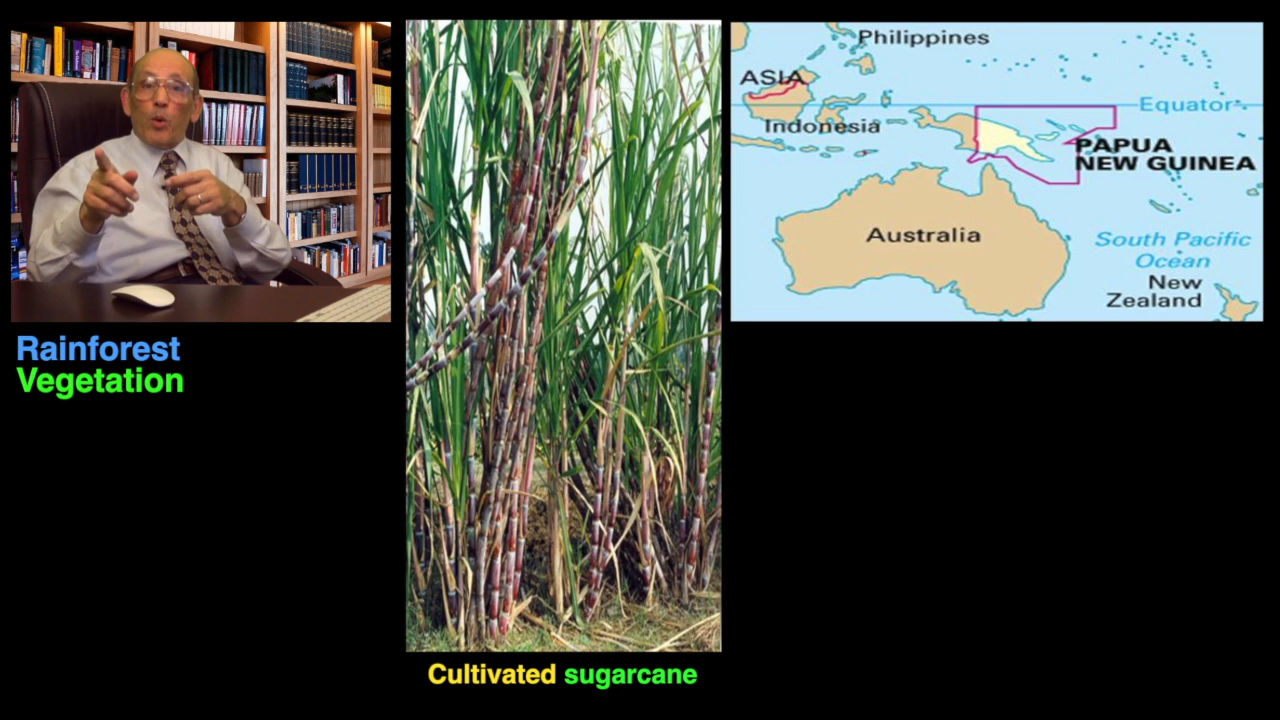 Rainforest
Vegetation
Cultivated sugarcane
Philippines
ASIA
Equator
Indonesia
PAPUA
NEW GUINEA
Australia
South Pacific
Ocean
New
Zealand